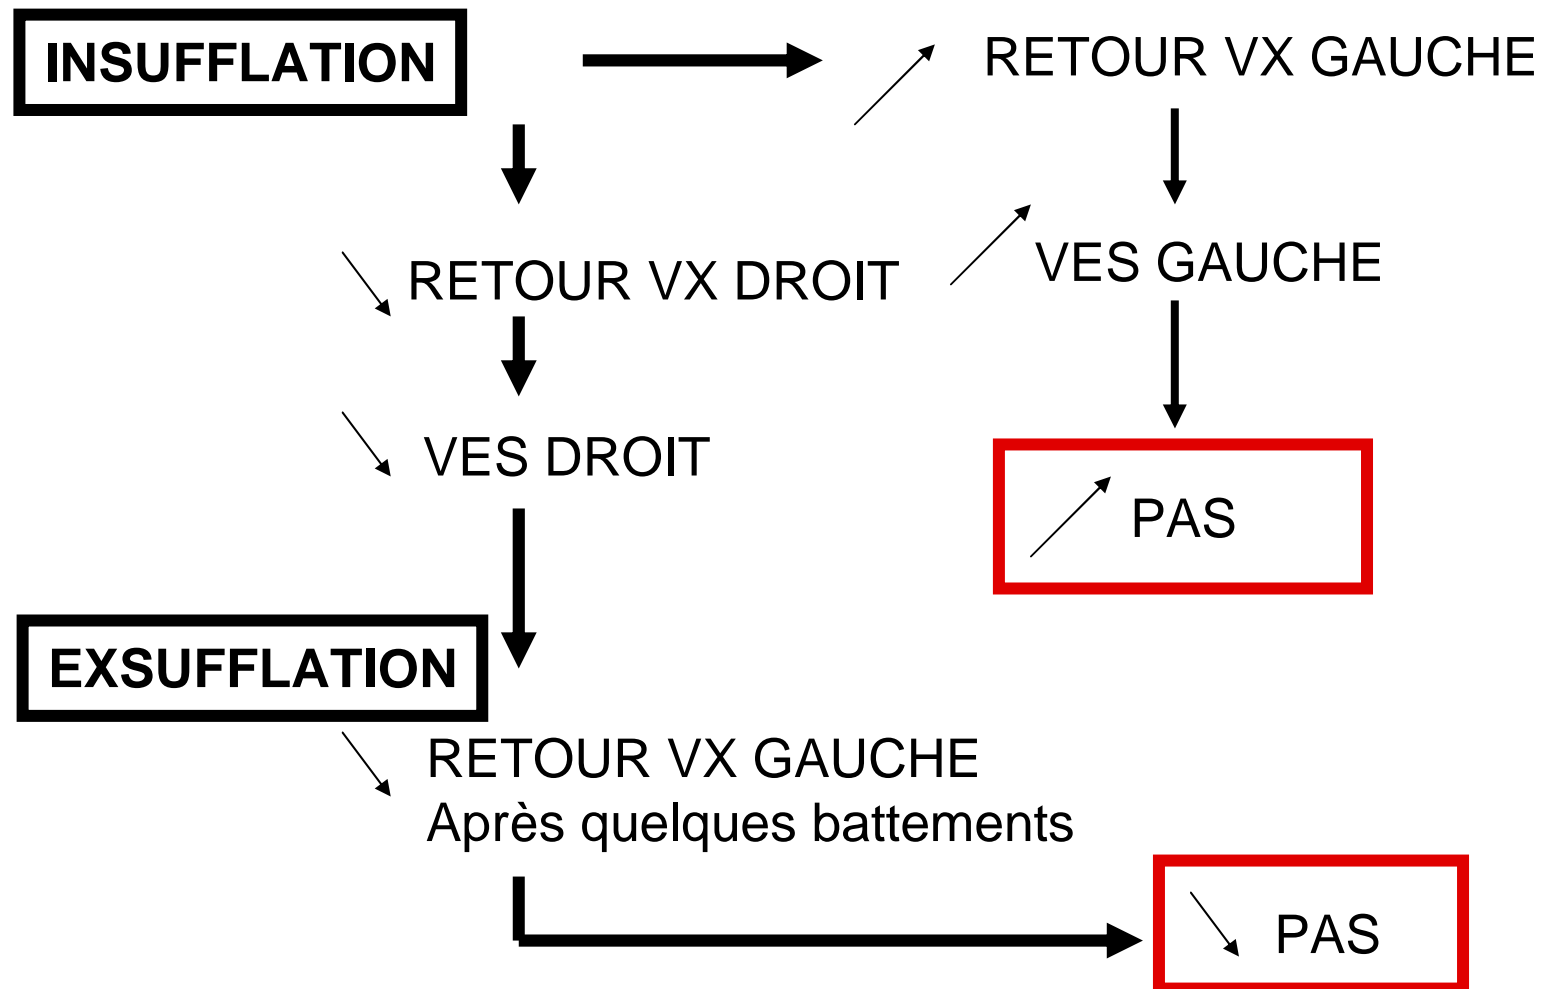 INSUFFLATION
RETOUR VX GAUCHE
RETOUR VX DROIT
VES GAUCHE
VES DROIT
PAS
EXSUFFLATION
RETOUR VX GAUCHE
Après quelques battements
PAS